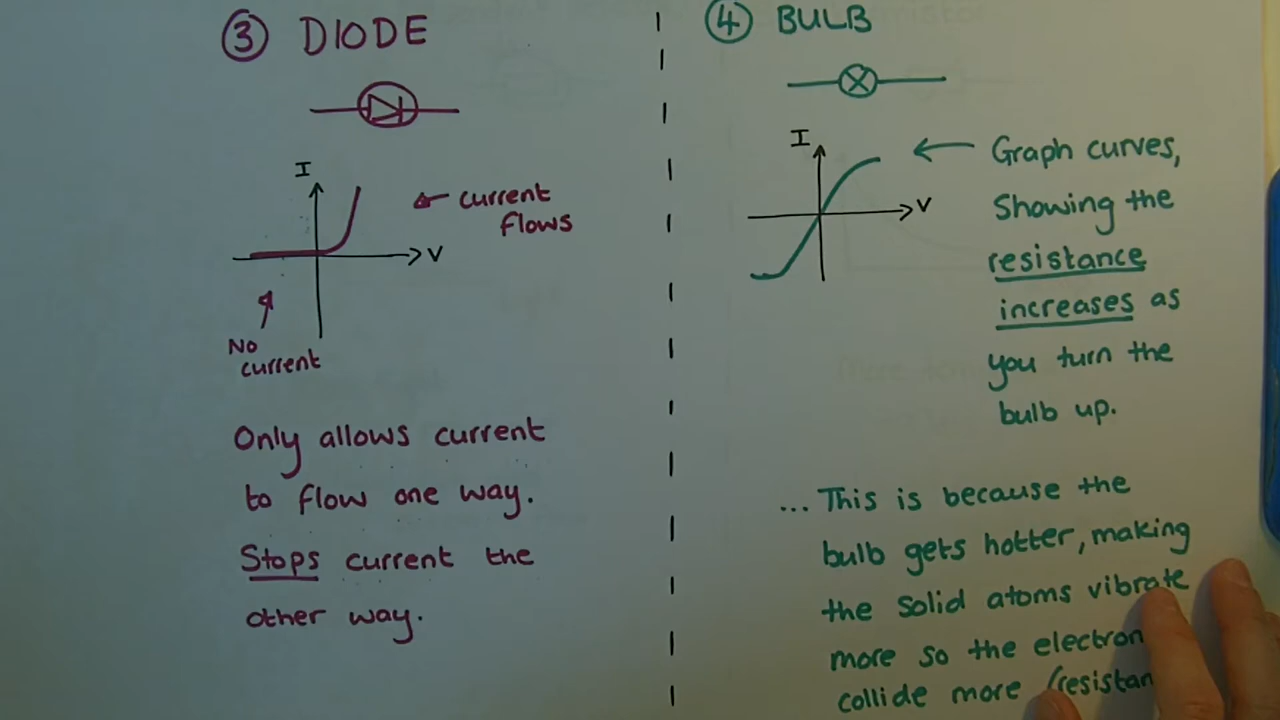 ③ DIODE
I
V
current
flows
No
current
Only allows current
to flow one way.
Stops current the
other way.
④ BULB
I
V
Graph curves,
Showing the
resistance
increases as
you turn the
bulb up.
... This is because the
bulb gets hotter, making
the solid atoms vibrate
more so the electron
collide more